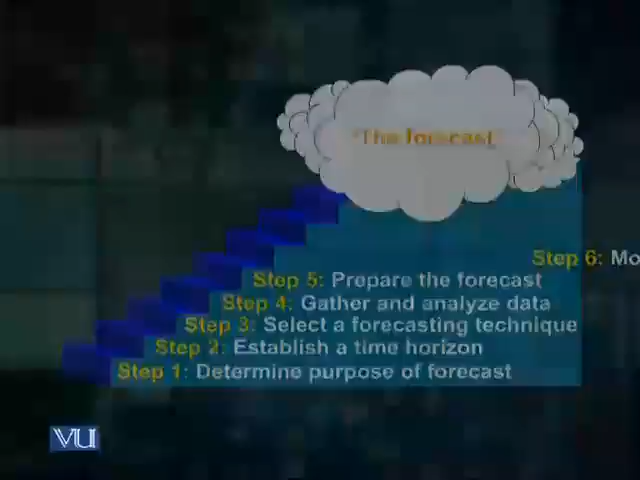 "The forecast"
Step 6: Mo
Step 5: Prepare the forecast
Step 4: Gather and analyze data
Step 3: Select a forecasting technique
Step 2: Establish a time horizon
Step 1: Determine purpose of forecast
VU